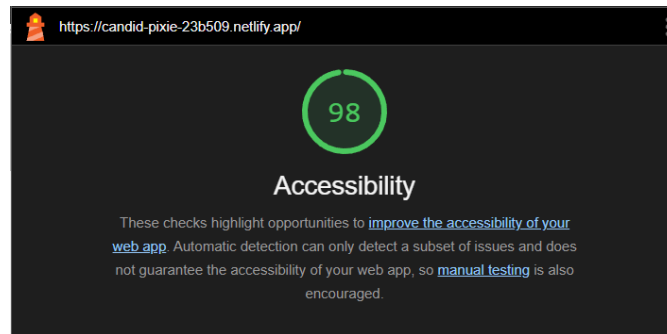 https://candid-pixie-23b509.netlify.app/
98
Accessibility
These checks highlight opportunities to improve the accessibility of your
web app. Automatic detection can only detect a subset of issues and does
not guarantee the accessibility of your web app, so manual testing is also
encouraged.